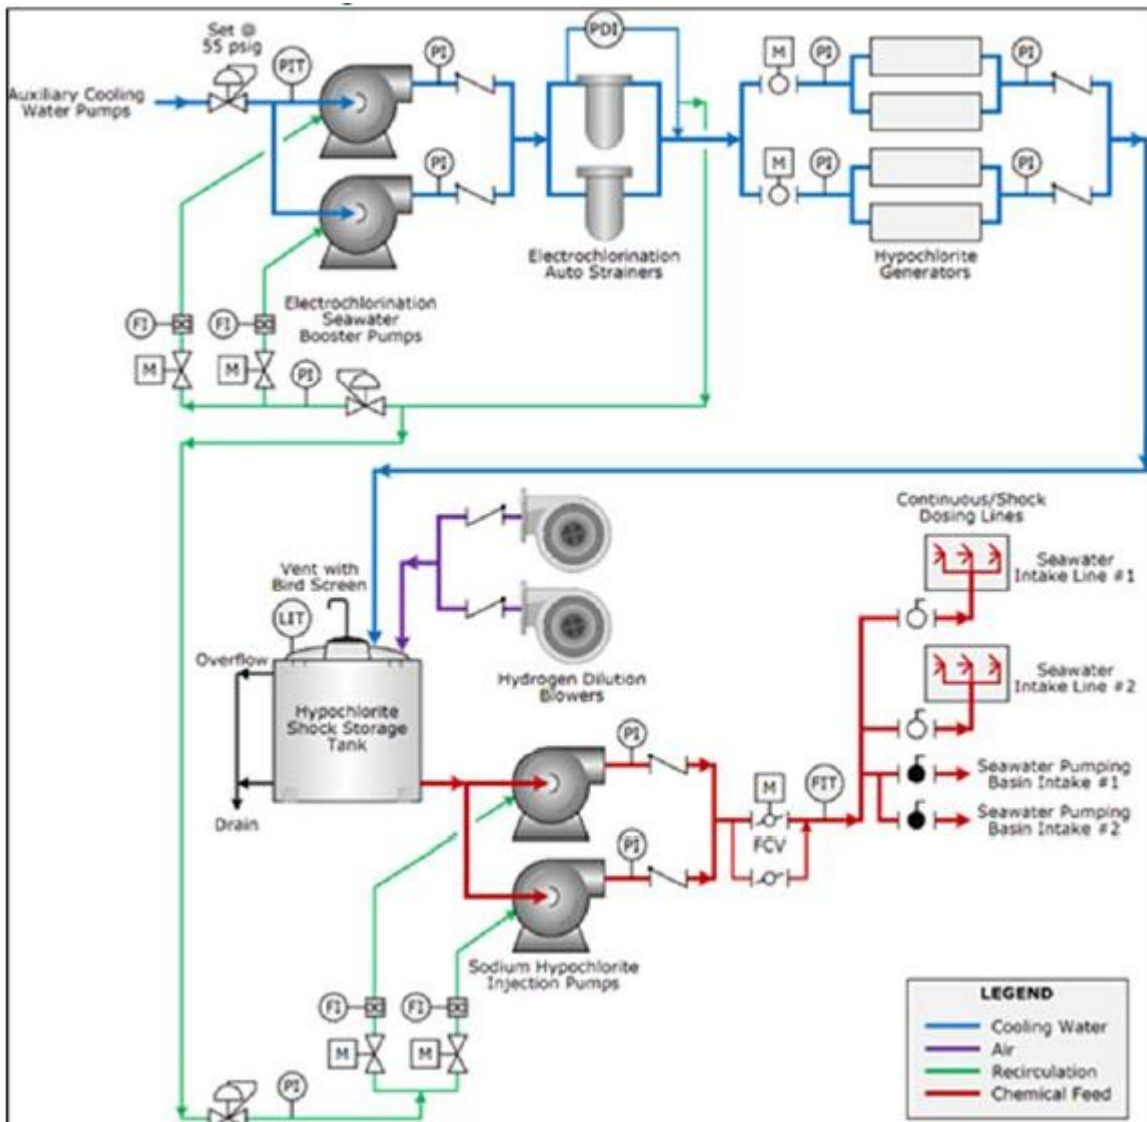 Set @
55 psig
PIT
PI
PDI
M
PI
PI
Auxiliary Cooling
Water Pumps
PI
M
PI
PI
Electrochlorination
Auto Strainers
Hypochlorite
Generators
Electrochlorination
Seawater
Booster Pumps
FI
FI
M
M
PI
Continuous/Shock
Dosing Lines
Seawater
Intake Line #1
Vent with
Bird Screen
LIT
Overflow
Hydrogen Dilution
Blowers
Seawater
Intake Line #2
Hypochlorite
Shock Storage
Tank
PI
M
FIT
Seawater Pumping
Basin Intake #1
Drain
Seawater Pumping
Basin Intake #2
PI
FCV
Sodium Hypochlorite
Injection Pumps
FI
FI
M
M
PI
LEGEND
Cooling Water
Air
Recirculation
Chemical Feed